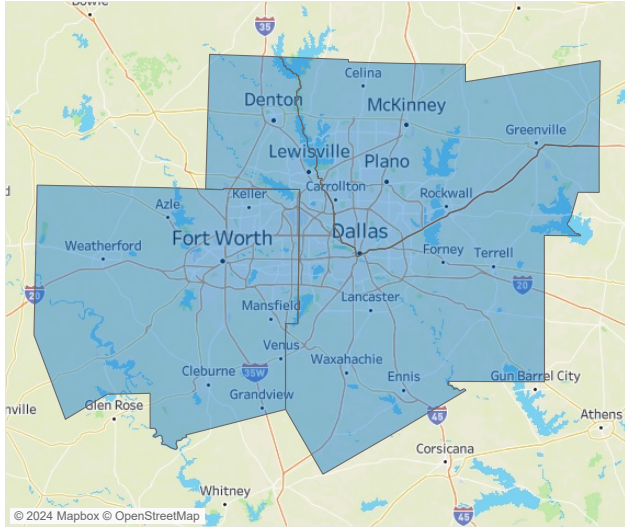 Bowie
35
Celina
Denton
McKinney
Greenville
Lewisville
Plano
Carrollton
Keller
Rockwall
Azle
Dallas
Fort Worth
Weatherford
Forney
Terrell
20
20
Lancaster
Mansfield
Venus
Waxahachie
Cleburne
35W
Ennis
Gun Barrel City
Grandview
nville
Glen Rose
45
Athens
Corsicana
Whitney
45
© 2024 Mapbox © OpenStreetMap